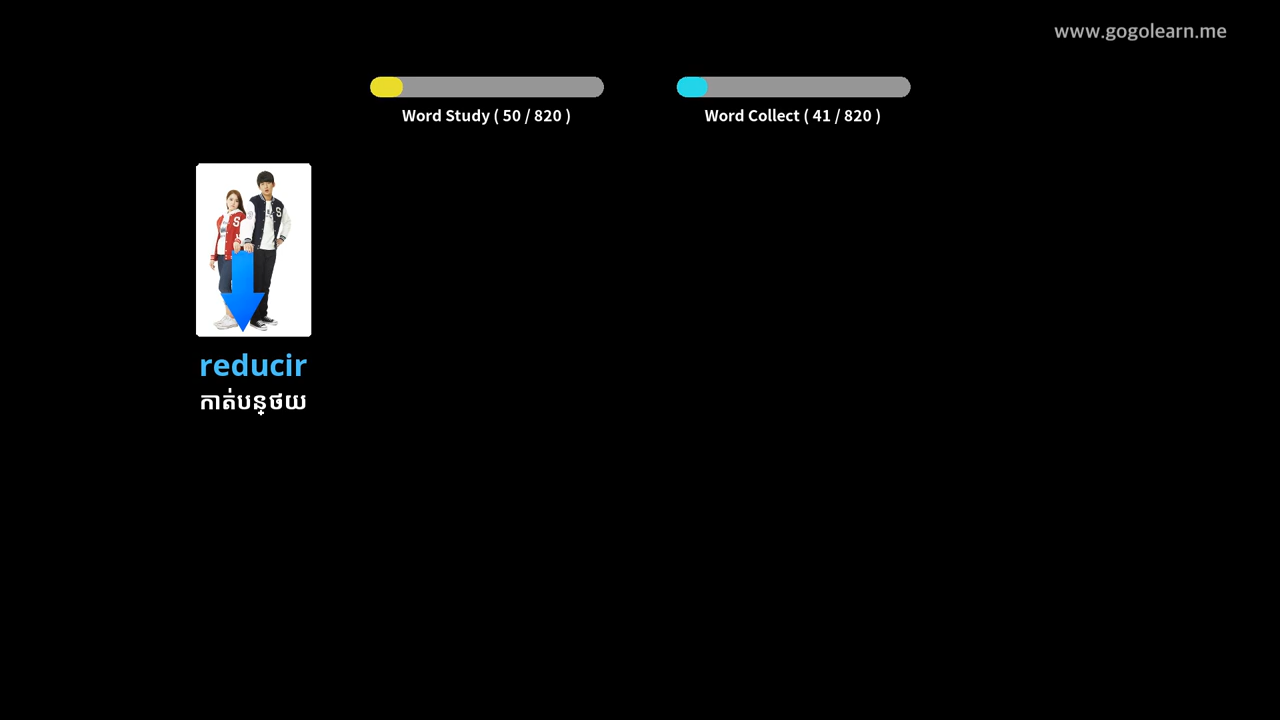 www.gogolearn.me
Word Study ( 50 / 820 )
Word Collect ( 41 / 820 )
S
S
reducir
កាត់បន្ថយ